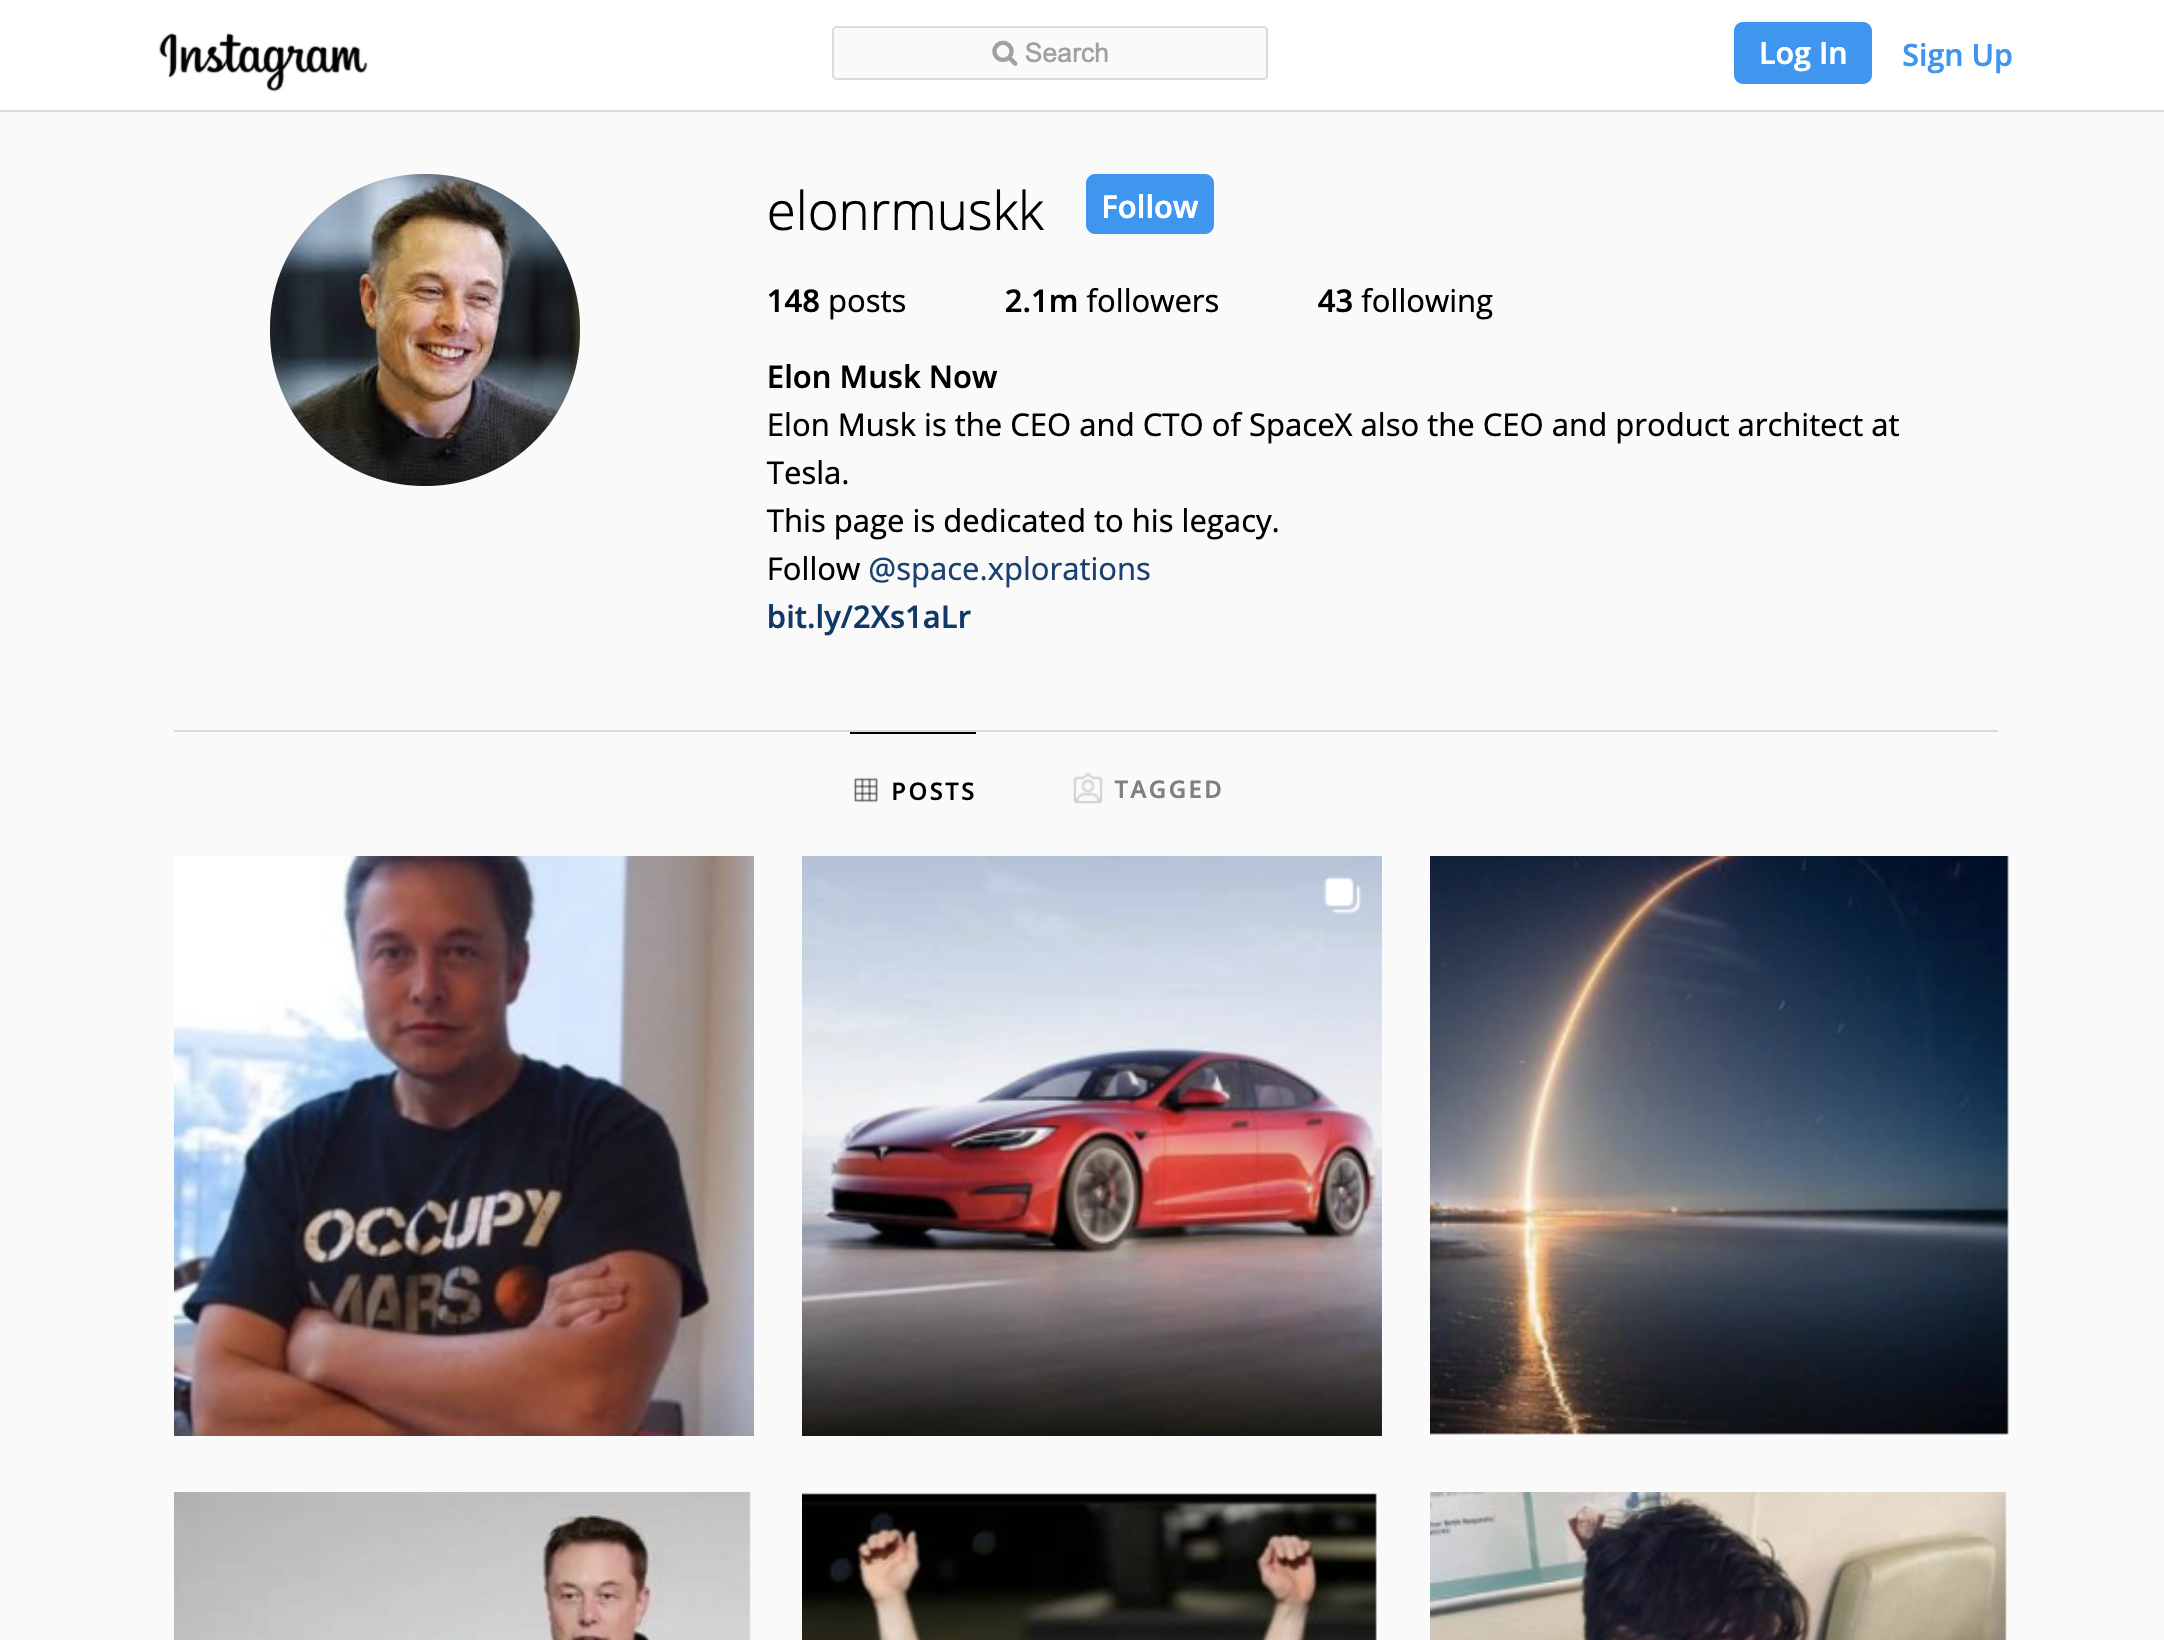 Instagram
Search
Log In
Sign Up
elonrmuskk
Follow
148 posts
2.1m followers
43 following
Elon Musk Now
Elon Musk is the CEO and CTO of SpaceX also the CEO and product architect at
Tesla.
This page is dedicated to his legacy.
Follow @space.xplorations
bit.ly/2Xs1aLr
POSTS
TAGGED
OCCUPY
MARS